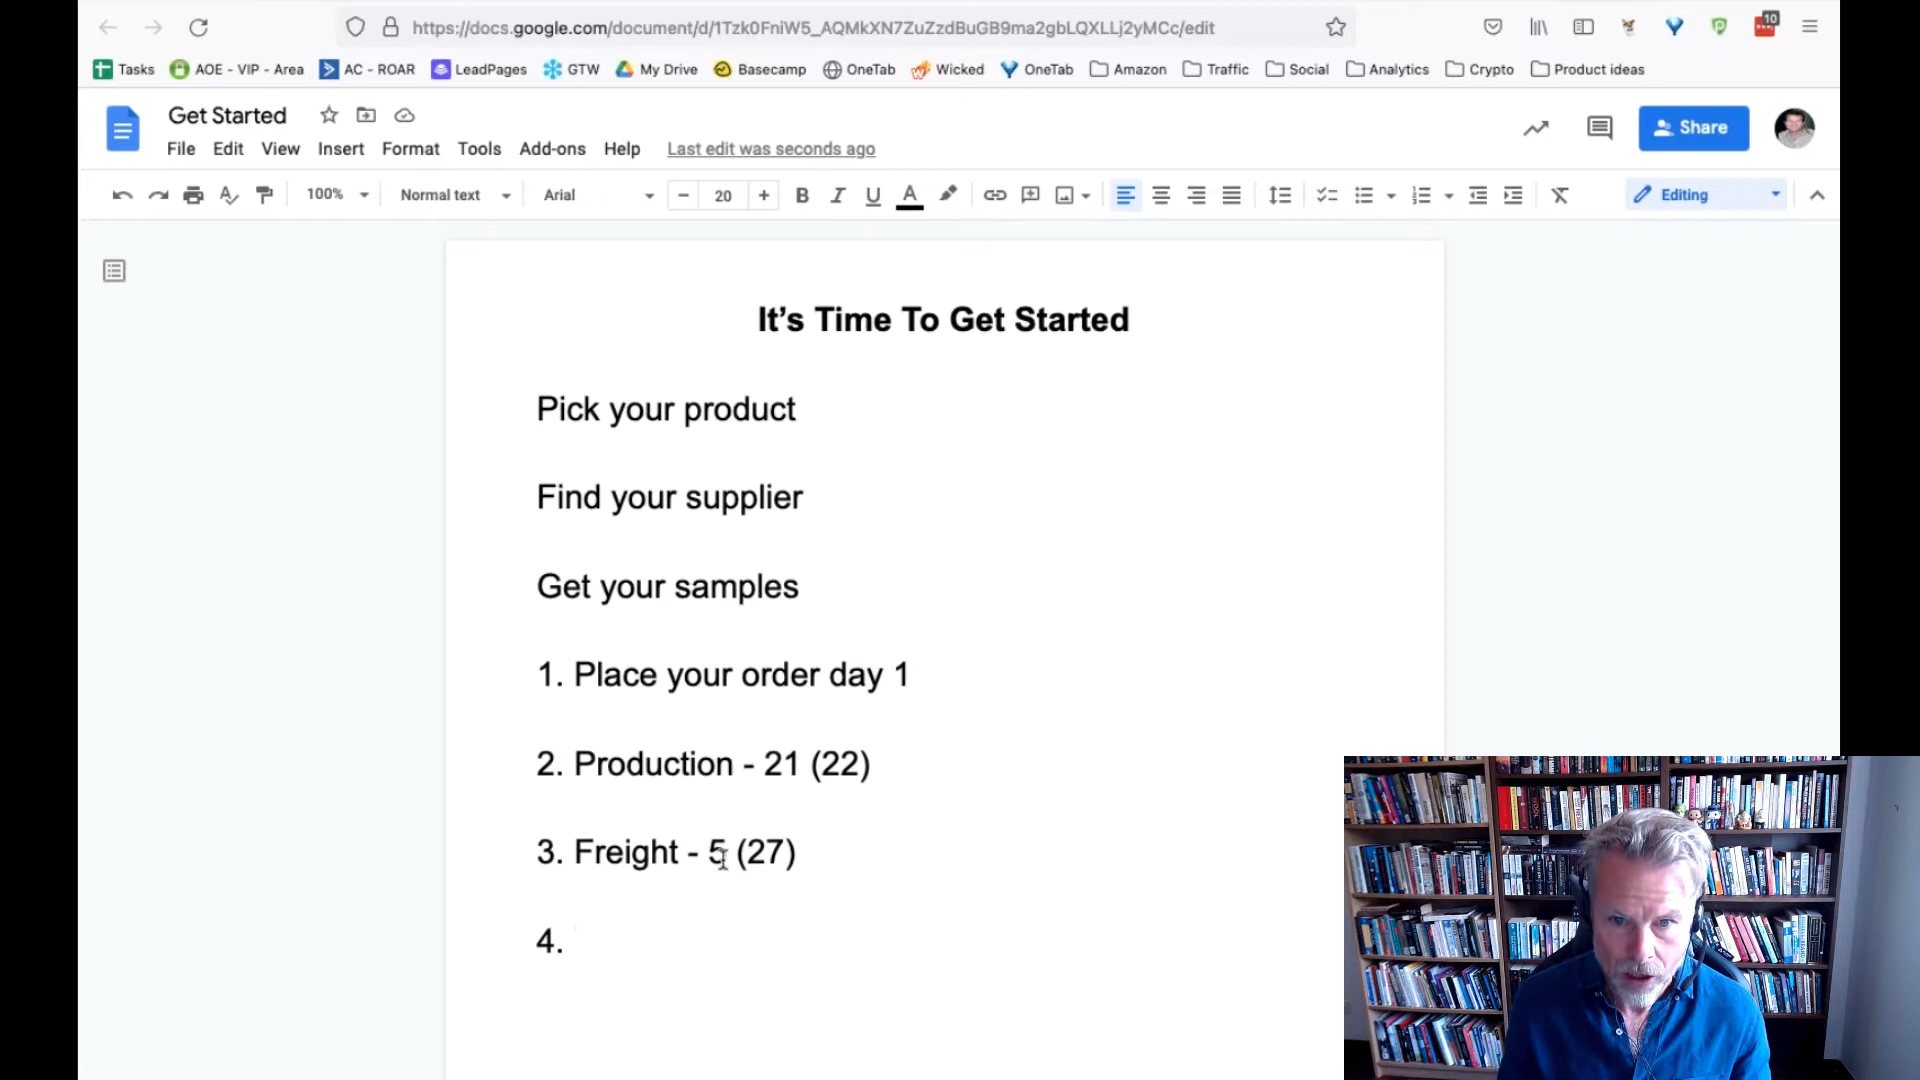 https://docs.google.com/document/d/1Tzk0FniW5_AQMkXN7ZuZzdBuGB9ma2gbLQXLLj2yMCc/edit
10
Tasks AOE - VIP - Area AC - ROAR LeadPages GTW My Drive Basecamp OneTab Wicked OneTab Amazon Traffic Social Analytics Crypto Product ideas
Get Started
Share
File Edit View Insert Format Tools Add-ons Help Last edit was seconds ago
100% Normal text Arial 20 Editing
It’s Time To Get Started
Pick your product
Find your supplier
Get your samples
1. Place your order day 1
2. Production - 21 (22)
3. Freight - 5 (27)
4.